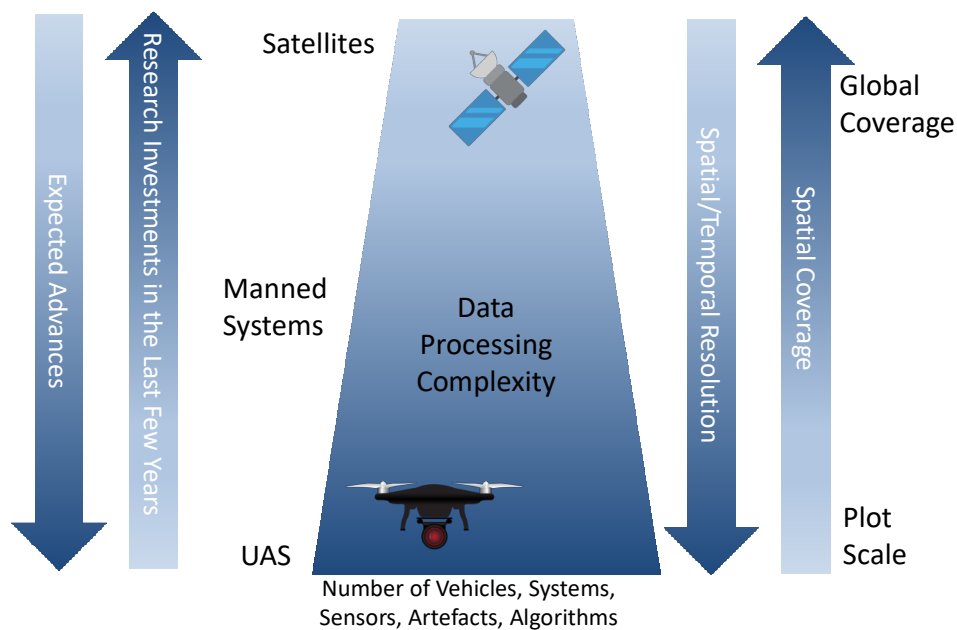 Satellites
Manned
Systems
UAS
Expected Advances
Research Investments in the Last Few Years
Data
Processing
Complexity
Number of Vehicles, Systems,
Sensors, Artefacts, Algorithms
Spatial/Temporal Resolution
Spatial Coverage
Global
Coverage
Plot
Scale